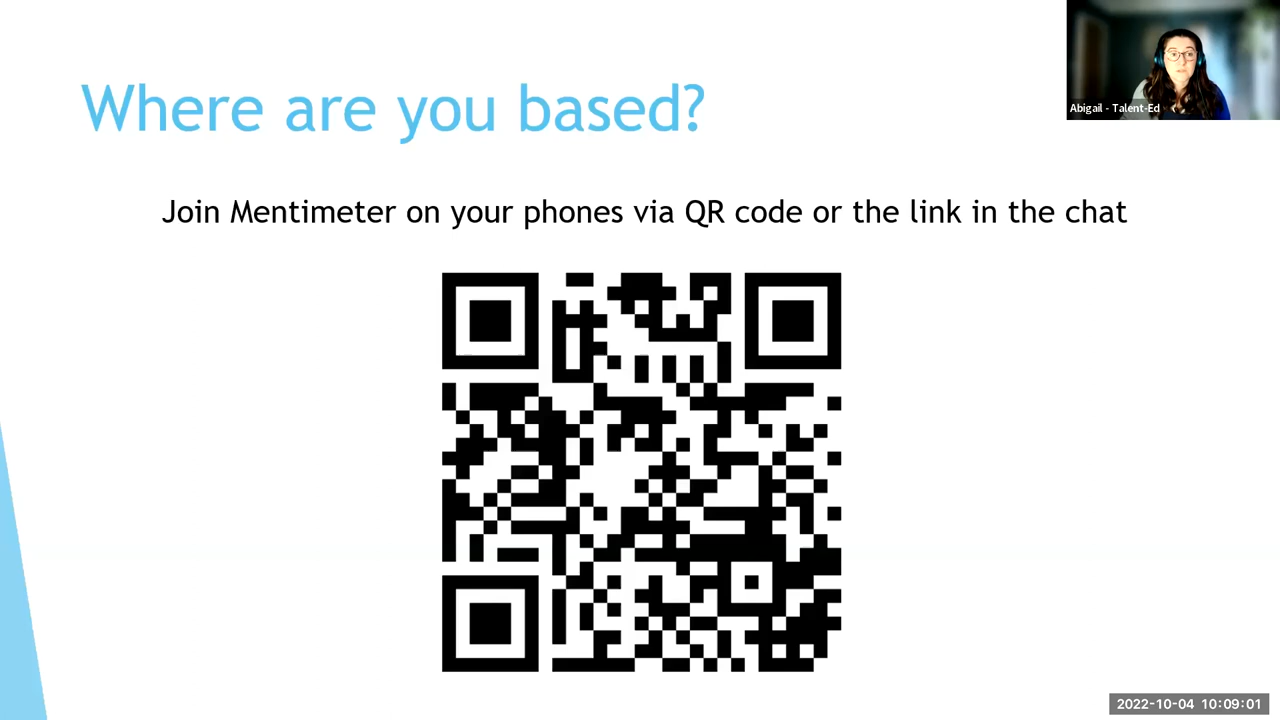 Where are you based?
Abigail - Talent-Ed
Join Mentimeter on your phones via QR code or the link in the chat
2022-10-04 10:09:01